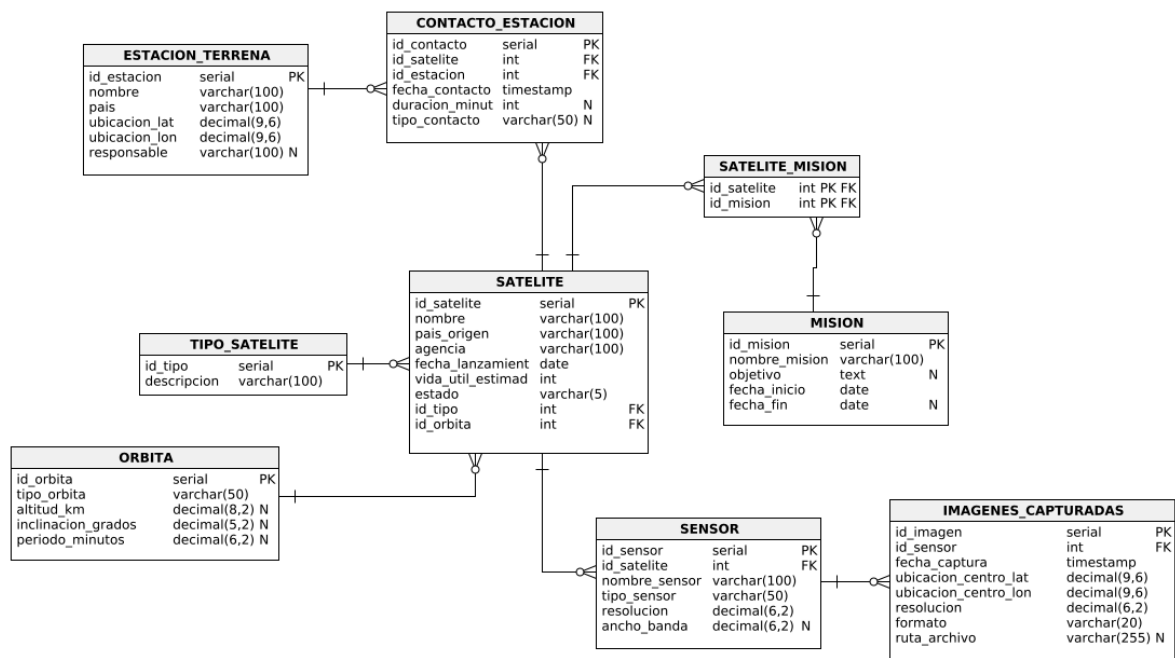 CONTACTO_ESTACION
id_contacto serial PK
id_satelite int FK
id_estacion int FK
fecha_contacto timestamp
duracion_minut int N
tipo_contacto varchar(50) N
ESTACION_TERRENA
id_estacion serial PK
nombre varchar(100)
pais varchar(100)
ubicacion_lat decimal(9,6)
ubicacion_lon decimal(9,6)
responsable varchar(100) N
SATELITE_MISION
id_satelite int PK FK
id_mision int PK FK
SATELITE
id_satelite serial PK
nombre varchar(100)
pais_origen varchar(100)
agencia varchar(100)
fecha_lanzamient date
vida_util_estimad int
estado varchar(5)
id_tipo int FK
id_orbita int FK
MISION
id_mision serial PK
nombre_mision varchar(100)
objetivo text N
fecha_inicio date
fecha_fin date N
TIPO_SATELITE
id_tipo serial PK
descripcion varchar(100)
ORBITA
id_orbita serial PK
tipo_orbita varchar(50)
altitud_km decimal(8,2) N
inclinacion_grados decimal(5,2) N
periodo_minutos decimal(6,2) N
SENSOR
id_sensor serial PK
id_satelite int FK
nombre_sensor varchar(100)
tipo_sensor varchar(50)
resolucion decimal(6,2)
ancho_banda decimal(6,2) N
IMAGENES_CAPTURADAS
id_imagen serial PK
id_sensor int FK
fecha_captura timestamp
ubicacion_centro_lat decimal(9,6)
ubicacion_centro_lon decimal(9,6)
resolucion decimal(6,2)
formato varchar(20)
ruta_archivo varchar(255) N